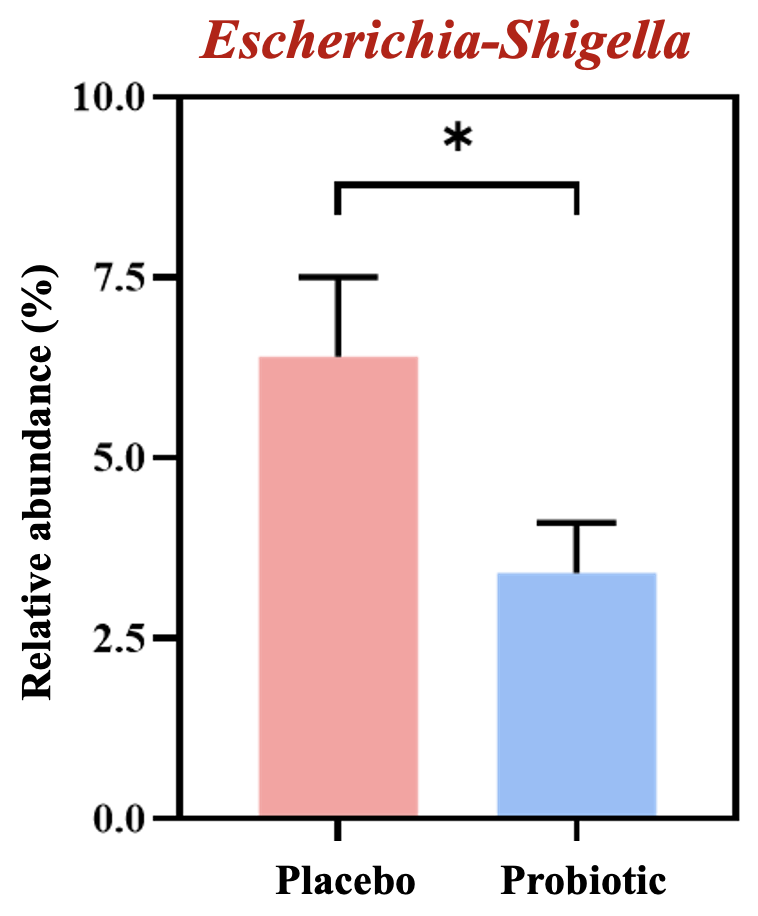 Escherichia-Shigella
*
10.0
7.5
5.0
2.5
0.0
Relative abundance (%)
Placebo Probiotic